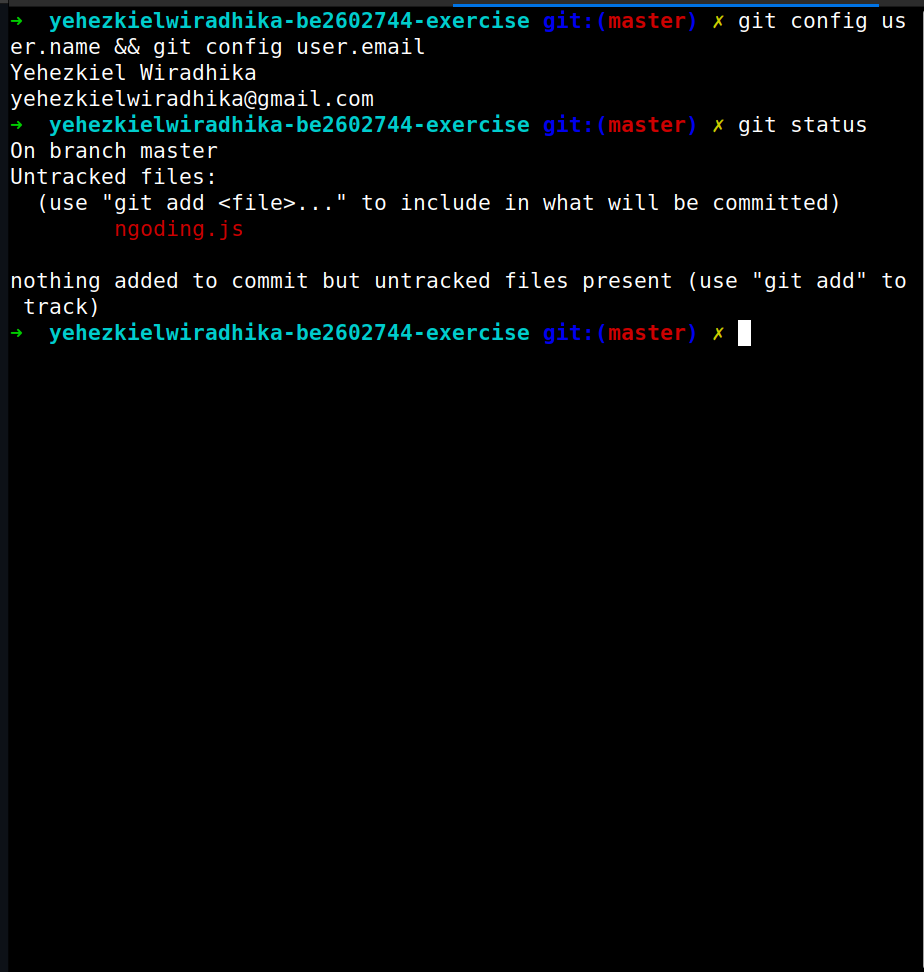 ➜  yehezkielwiradhika-be2602744-exercise git:(master) ✗ git config us
er.name && git config user.email
Yehezkiel Wiradhika
yehezkielwiradhika@gmail.com
➜  yehezkielwiradhika-be2602744-exercise git:(master) ✗ git status
On branch master
Untracked files:
  (use "git add <file>..." to include in what will be committed)
        ngoding.js

nothing added to commit but untracked files present (use "git add" to
 track)
➜  yehezkielwiradhika-be2602744-exercise git:(master) ✗